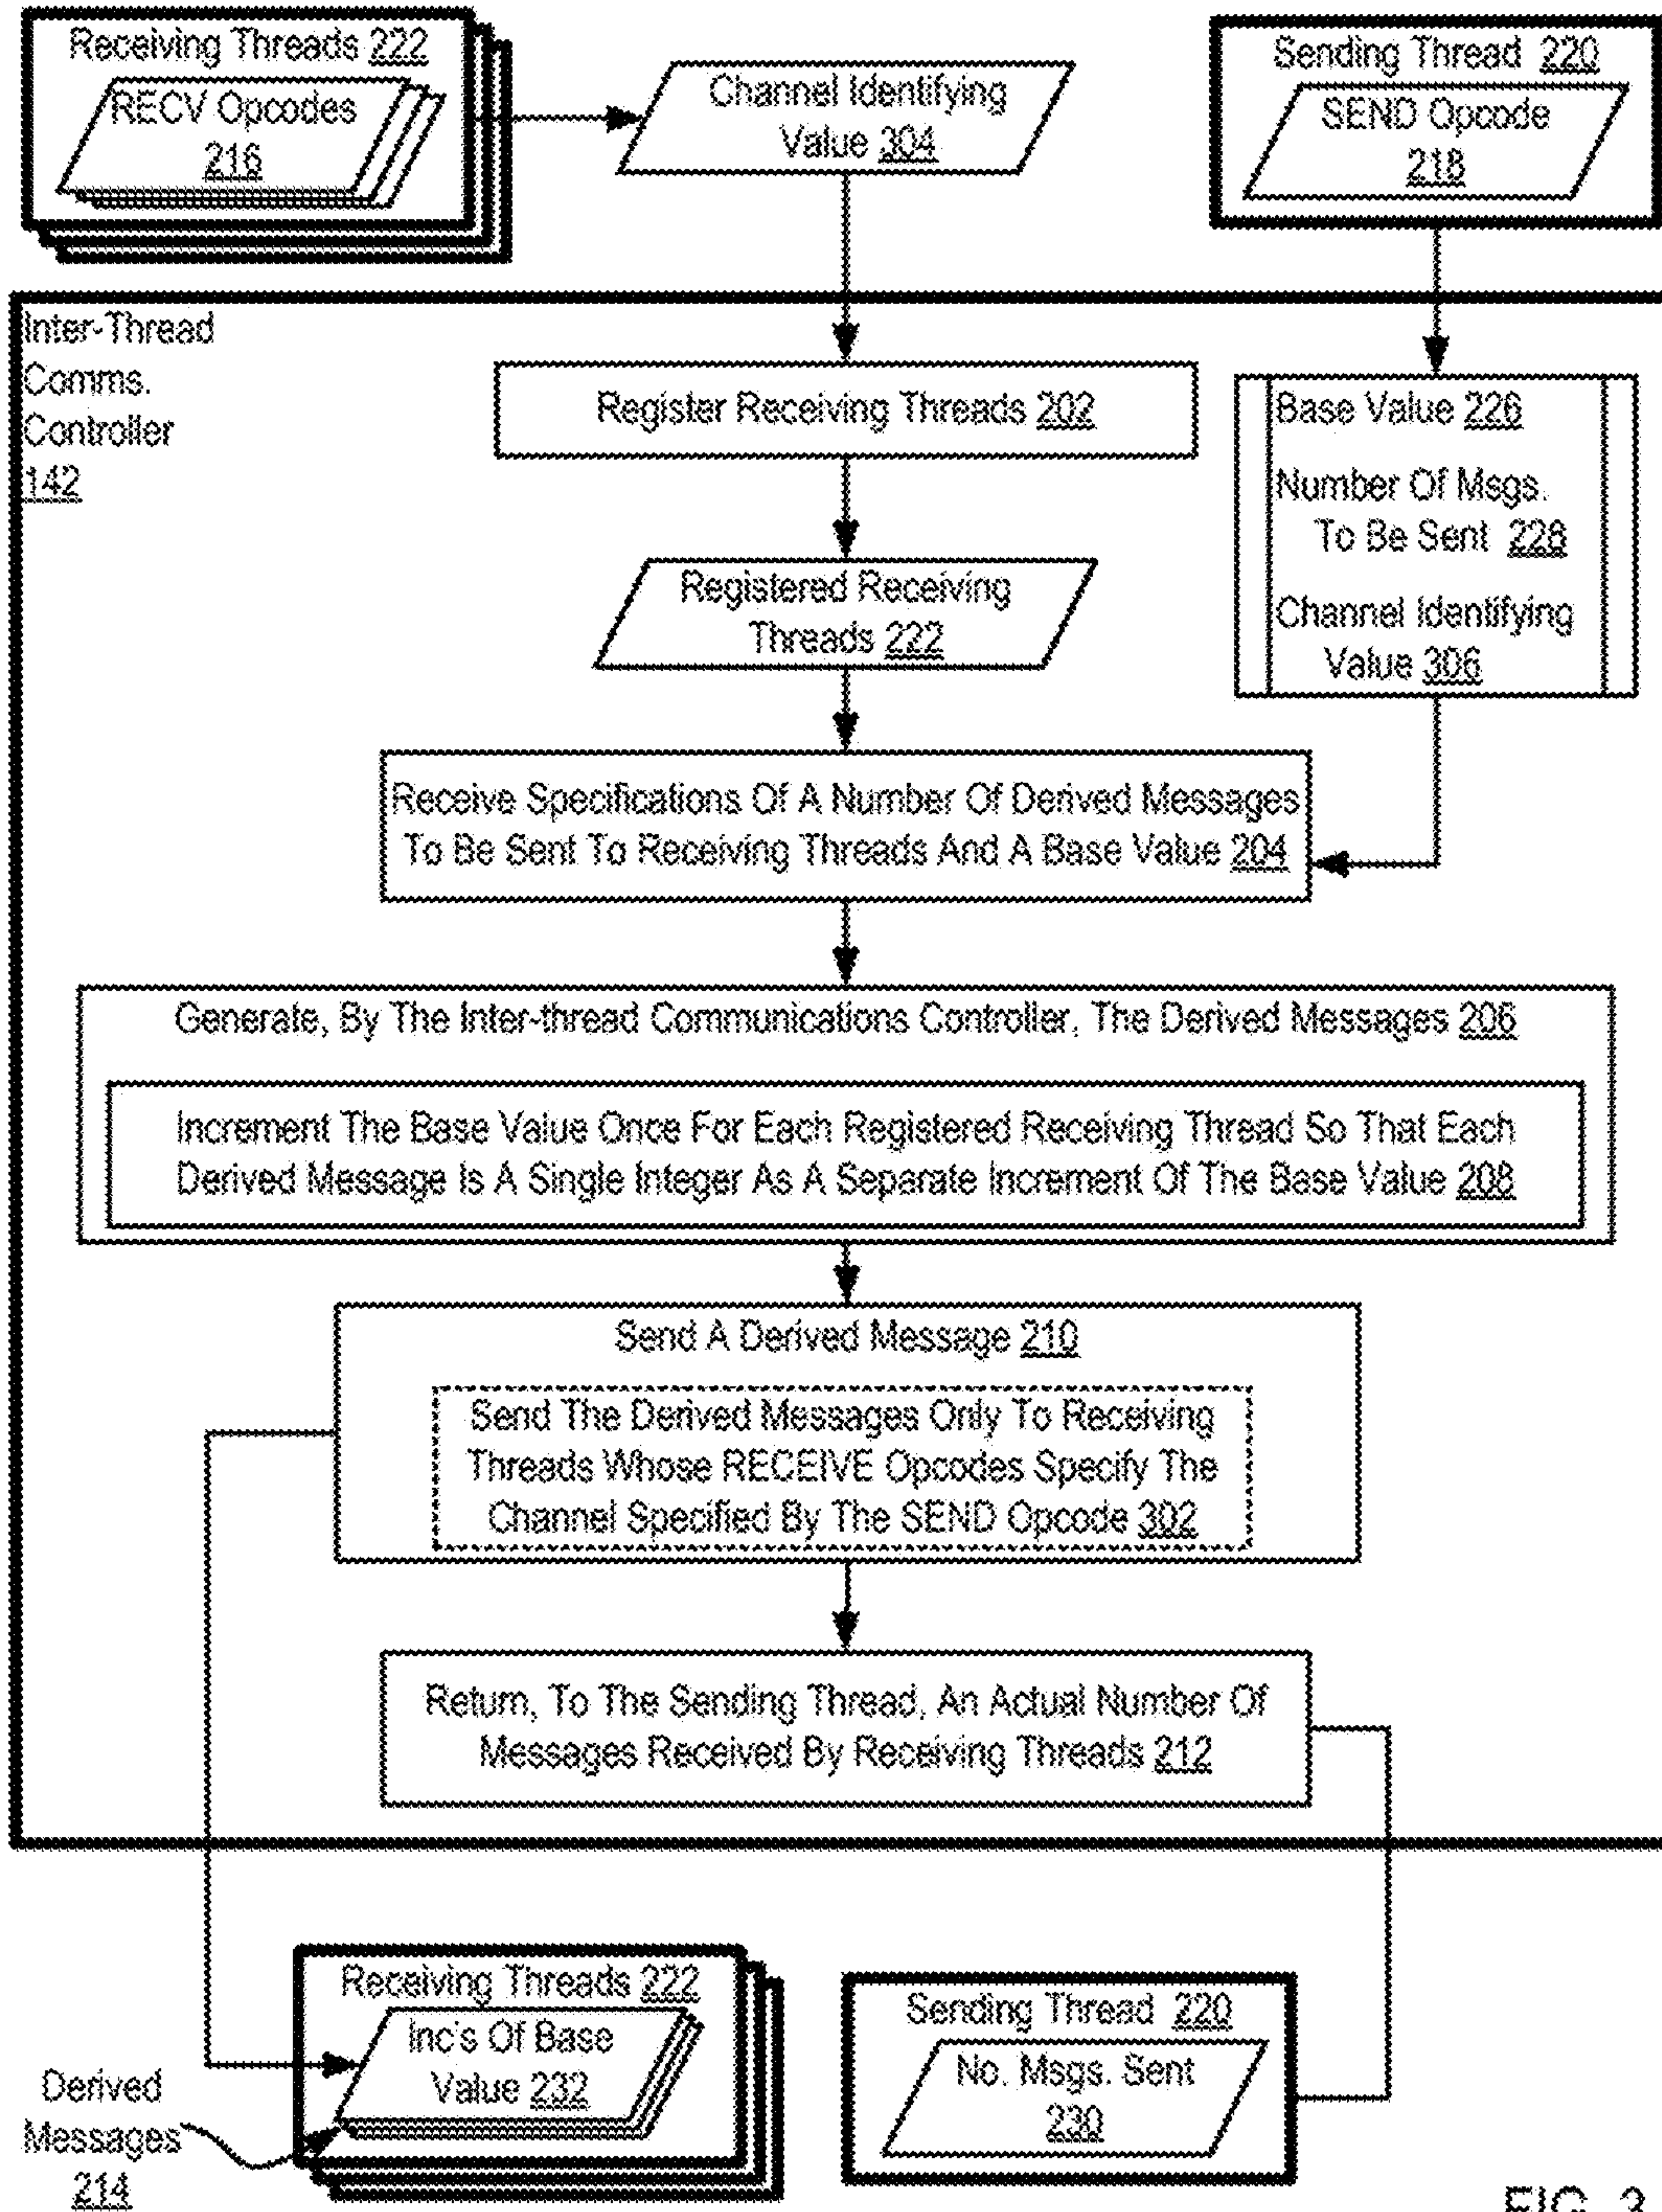 Receiving Threads 222
RECV Opcodes
216
Channel Identifying
Value 304
Sending Thread 220
SEND Opcode
218
Inter-Thread
Comms.
Controller
142
Register Receiving Threads 202
Base Value 226
Number Of Msgs.
To Be Sent 228
Channel Identifying
Value 306
Registered Receiving
Threads 222
Receive Specifications Of A Number Of Derived Messages
To Be Sent To Receiving Threads And A Base Value 204
Generate, By The Inter-thread Communications Controller, The Derived Messages 206
Increment The Base Value Once For Each Registered Receiving Thread So That Each
Derived Message Is A Single Integer As A Separate Increment Of The Base Value 208
Send A Derived Message 210
Send The Derived Messages Only To Receiving
Threads Whose RECEIVE Opcodes Specify The
Channel Specified By The SEND Opcode 302
Return, To The Sending Thread, An Actual Number Of
Messages Received By Receiving Threads 212
Receiving Threads 222
Inc's Of Base
Value 232
Sending Thread 220
No. Msgs. Sent
230
Derived
Messages
214
FIG. 3